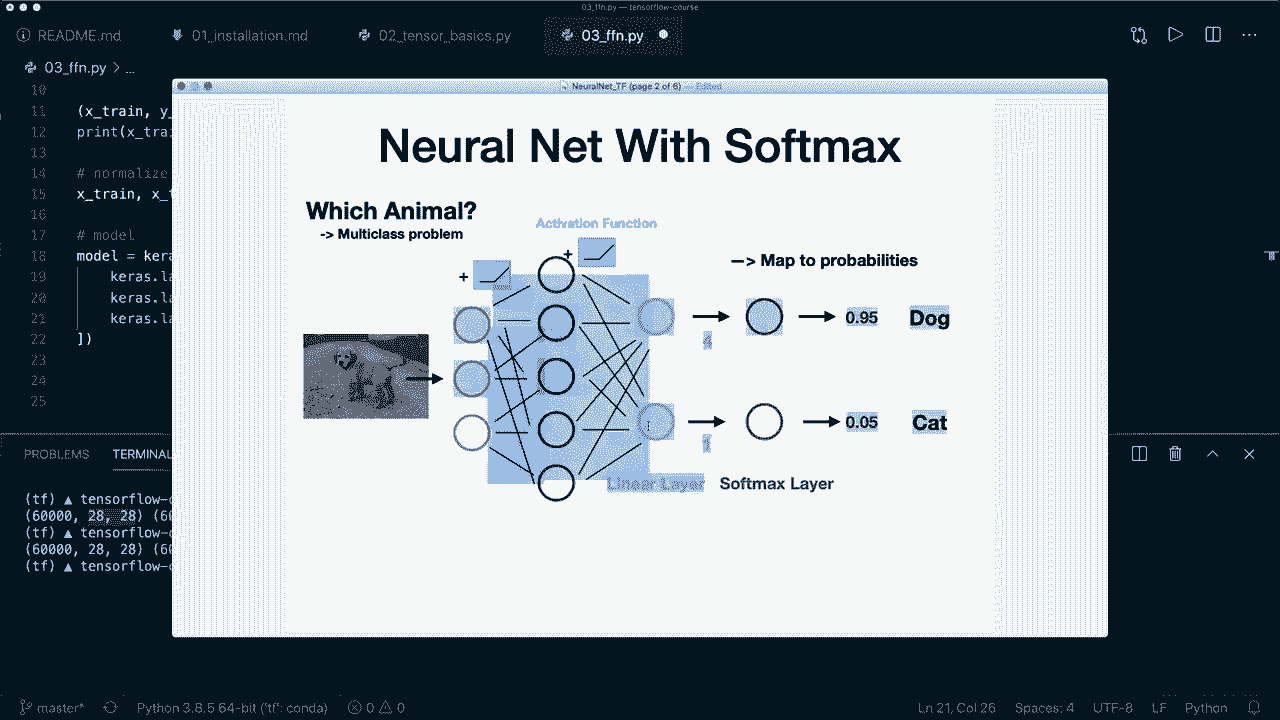 03_ffn.py — tensorflow-course
README.md 01_installation.md 02_tensor_basics.py 03_ffn.py
03_ffn.py > ...
10
11 (x_train, y_
12 print(x_trai
13
14 # normalize
15 x_train, x_t
16
17 # model
18 model = kera
19 keras.la
20 keras.la
21 keras.la
22 ])
23
24
25
NeuralNet_TF (page 2 of 6) — Edited
Neural Net With Softmax
Which Animal?
-> Multiclass problem
Activation Function
+
+
—> Map to probabilities
0.95 Dog
4
0.05 Cat
1
Linear Layer Softmax Layer
PROBLEMS TERMINAL
(tf) ▲ tensorflow-c
(60000, 28, 28) (6
(tf) ▲ tensorflow-c
(60000, 28, 28) (6
(tf) ▲ tensorflow-c
master* Python 3.8.5 64-bit ('tf': conda) 0 0 Ln 21, Col 26 Spaces: 4 UTF-8 LF Python